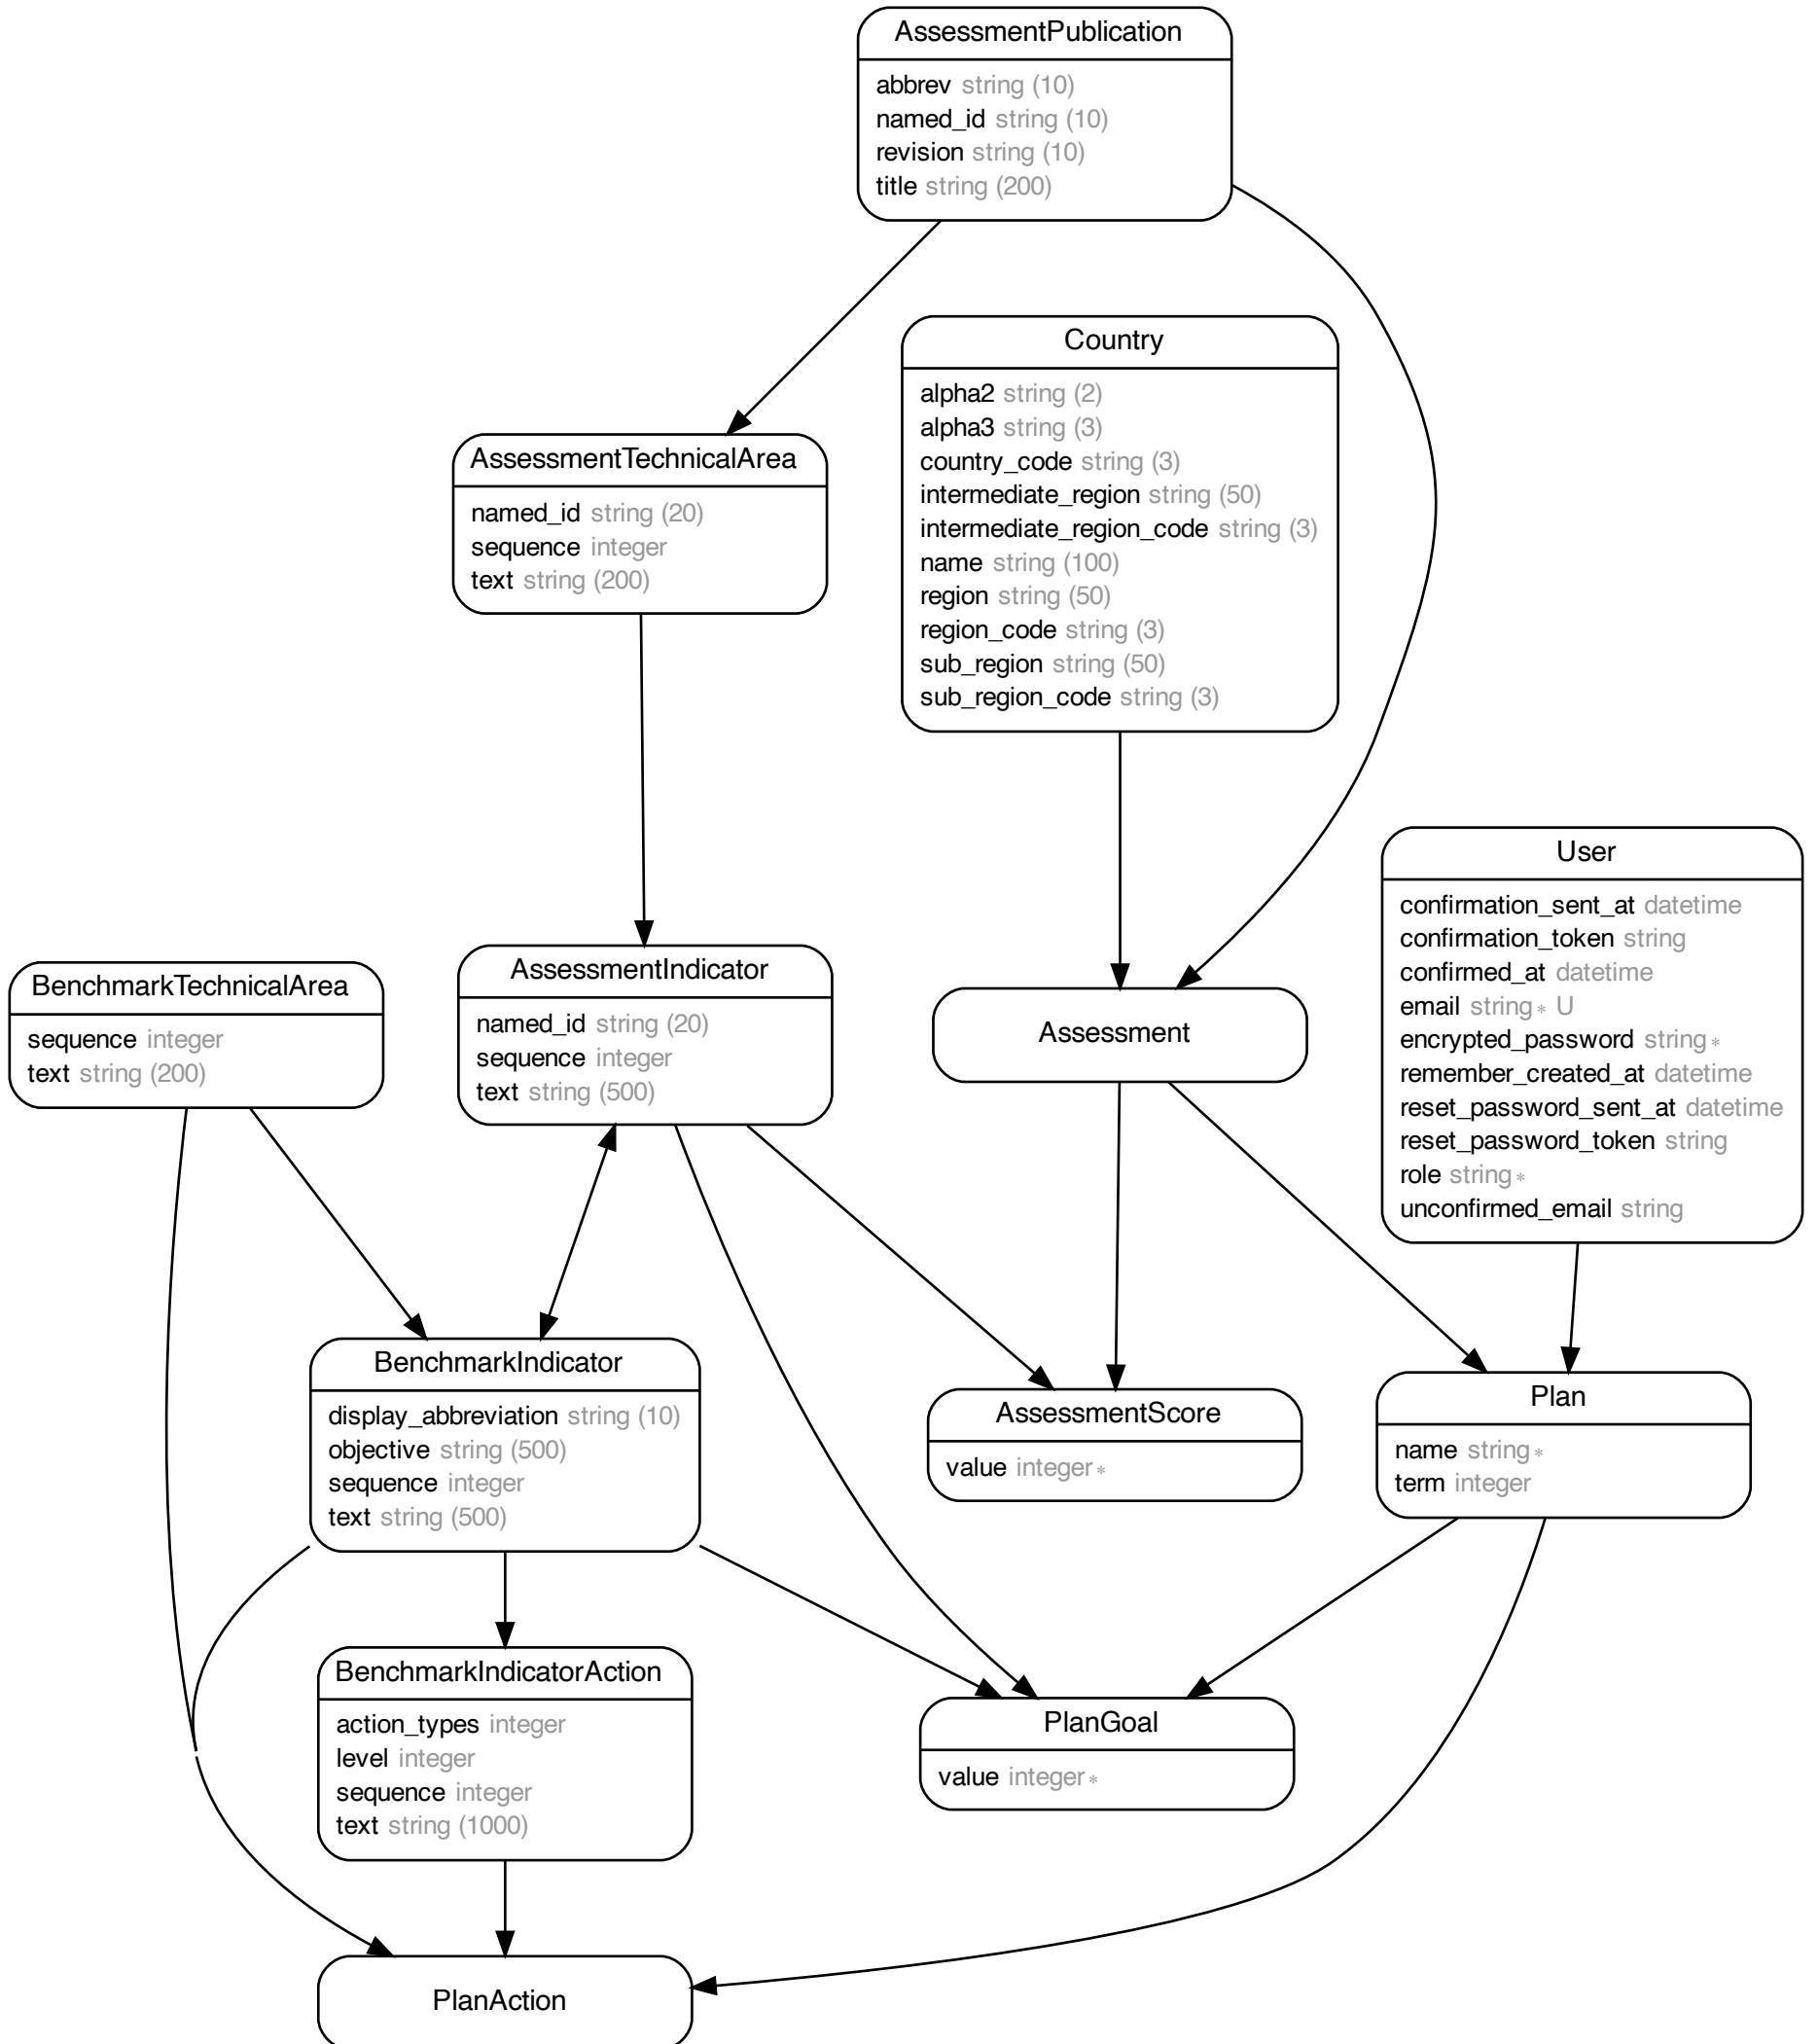 AssessmentPublication
abbrev string (10)
named_id string (10)
revision string (10)
title string (200)
Country
alpha2 string (2)
alpha3 string (3)
country_code string (3)
intermediate_region string (50)
intermediate_region_code string (3)
name string (100)
region string (50)
region_code string (3)
sub_region string (50)
sub_region_code string (3)
AssessmentTechnicalArea
named_id string (20)
sequence integer
text string (200)
User
confirmation_sent_at datetime
confirmation_token string
confirmed_at datetime
email string∗ U
encrypted_password string∗
remember_created_at datetime
reset_password_sent_at datetime
reset_password_token string
role string∗
unconfirmed_email string
BenchmarkTechnicalArea
sequence integer
text string (200)
AssessmentIndicator
named_id string (20)
sequence integer
text string (500)
Assessment
BenchmarkIndicator
display_abbreviation string (10)
objective string (500)
sequence integer
text string (500)
AssessmentScore
value integer∗
Plan
name string∗
term integer
BenchmarkIndicatorAction
action_types integer
level integer
sequence integer
text string (1000)
PlanGoal
value integer∗
PlanAction